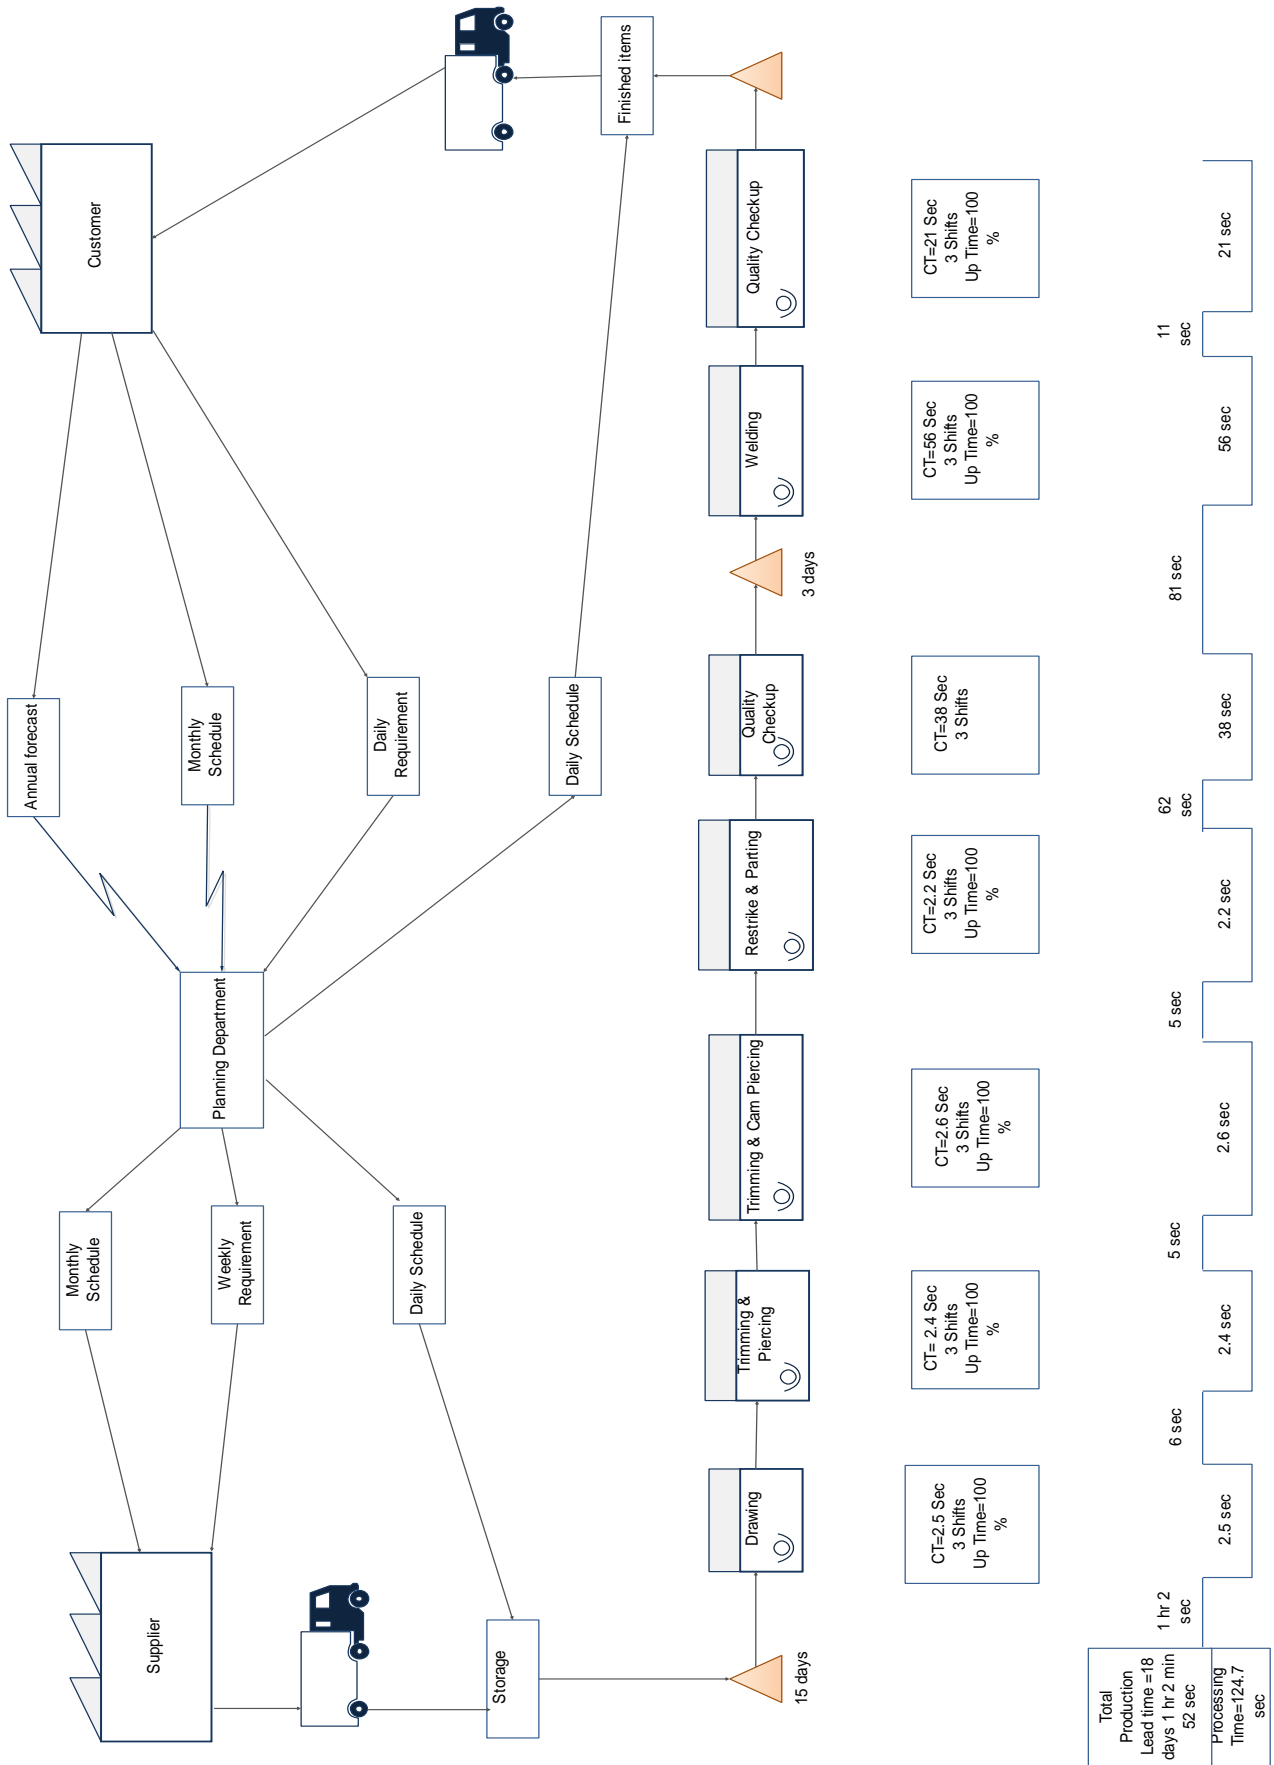 Supplier
Monthly
Schedule
Weekly
Requirement
Daily Schedule
Storage
Planning Department
Annual forecast
Monthly
Schedule
Daily
Requirement
Daily Schedule
Customer
Finished items
15 days
Drawing
Trimming &
Piercing
Trimming & Cam Piercing
Restrike & Parting
Quality
Checkup
3 days
Welding
Quality Checkup
CT=2.5 Sec
3 Shifts
Up Time=100
%
CT= 2.4 Sec
3 Shifts
Up Time=100
%
CT=2.6 Sec
3 Shifts
Up Time=100
%
CT=2.2 Sec
3 Shifts
Up Time=100
%
CT=38 Sec
3 Shifts
CT=56 Sec
3 Shifts
Up Time=100
%
CT=21 Sec
3 Shifts
Up Time=100
%
Total
Production
Lead time =18
days 1 hr 2 min
52 sec
Processing
Time=124.7
sec
1 hr 2
sec
2.5 sec
6 sec
2.4 sec
5 sec
2.6 sec
5 sec
2.2 sec
62
sec
38 sec
81 sec
56 sec
11
sec
21 sec